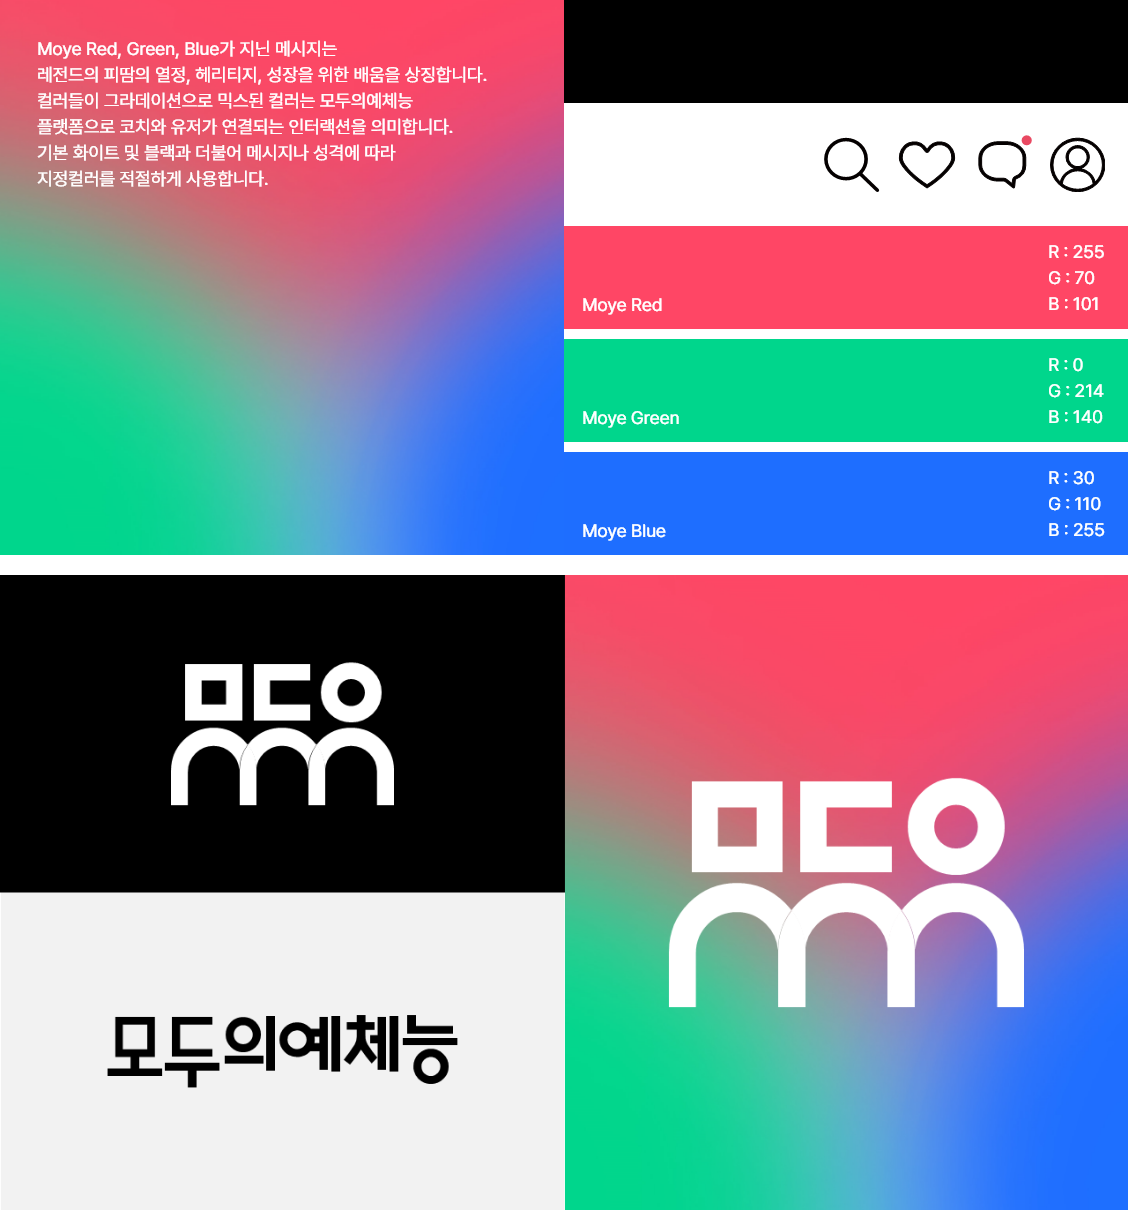 Moye Red, Green, Blue가 지닌 메시지는
레전드의 피땀의 열정, 헤리티지, 성장을 위한 배움을 상징합니다.
컬러들이 그라데이션으로 믹스된 컬러는 모두의예체능
플랫폼으로 코치와 유저가 연결되는 인터랙션을 의미합니다.
기본 화이트 및 블랙과 더불어 메시지나 성격에 따라
지정컬러를 적절하게 사용합니다.
Moye Red
R : 255
G : 70
B : 101
Moye Green
R : 0
G : 214
B : 140
Moye Blue
R : 30
G : 110
B : 255
ㅁㄷㅇ
모두의예체능
ㅁㄷㅇ